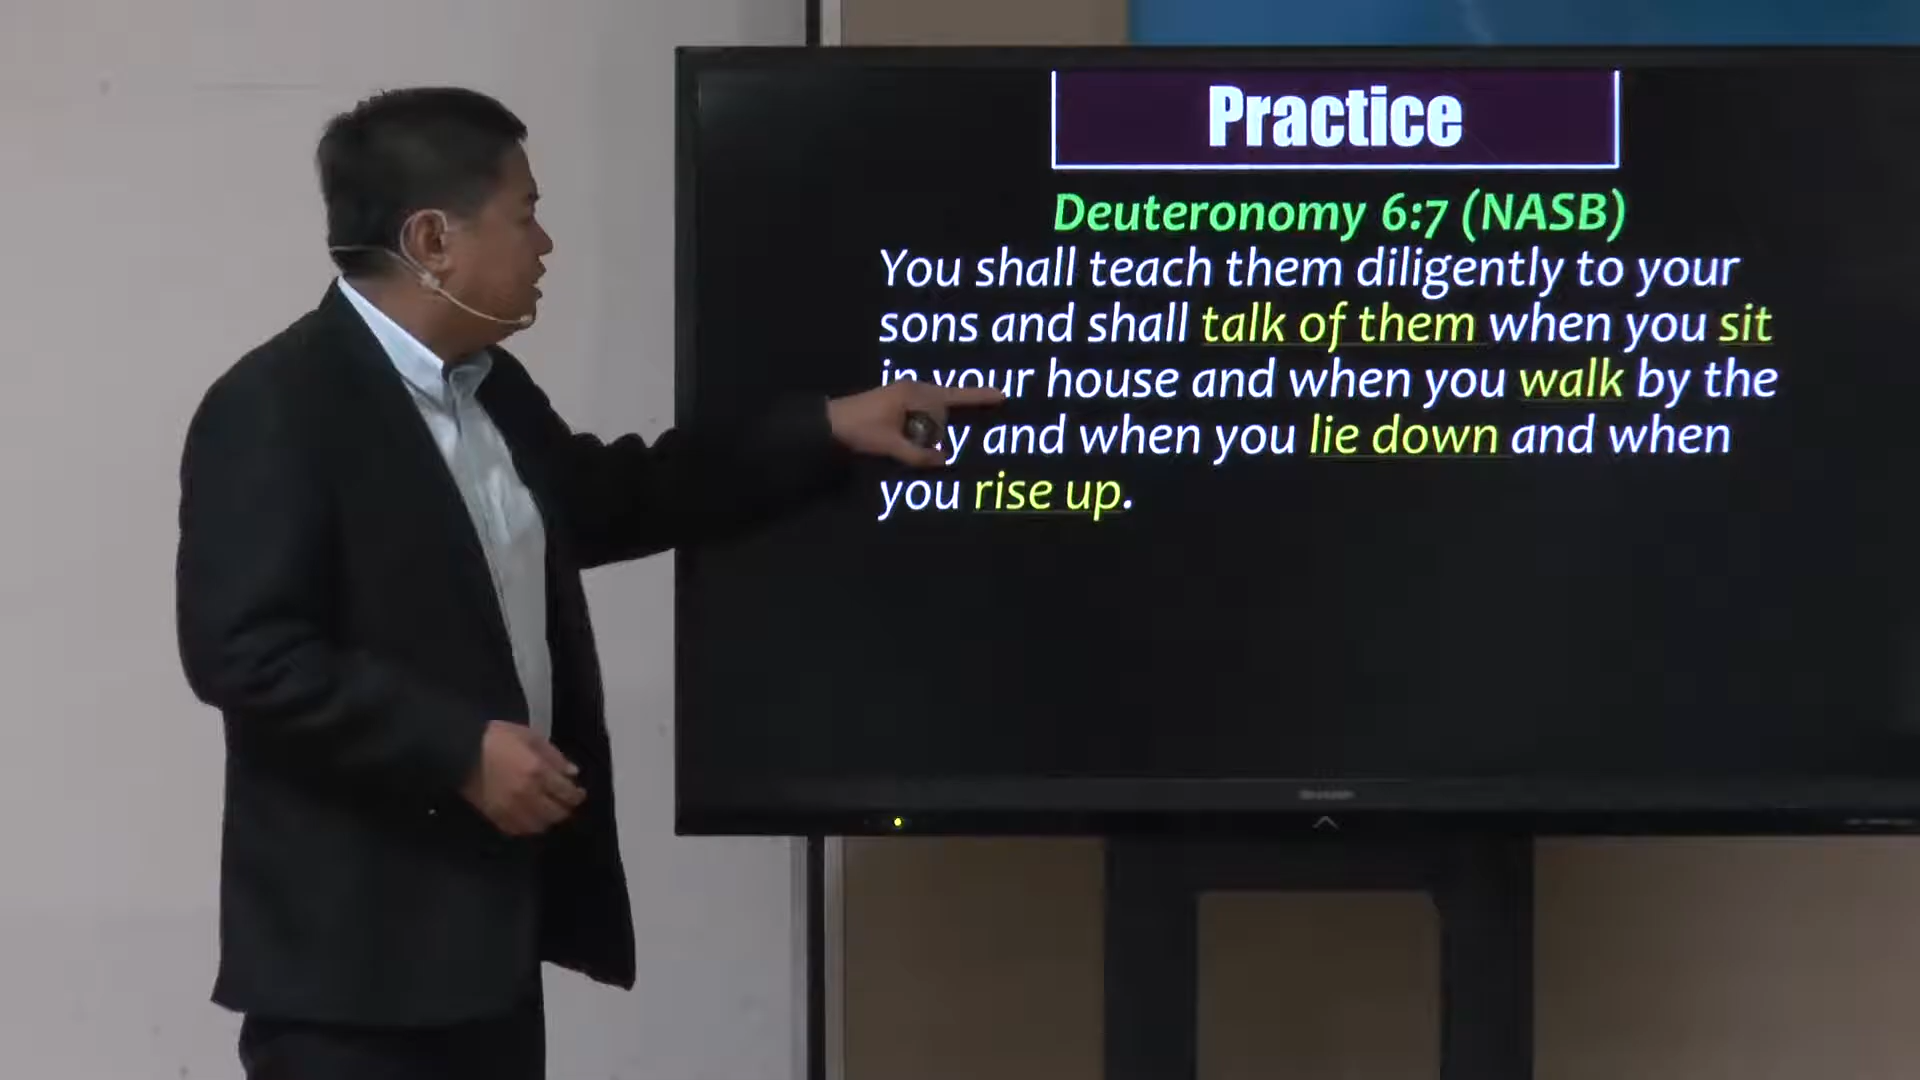 Practice
Deuteronomy 6:7 (NASB)
You shall teach them diligently to your
sons and shall talk of them when you sit
in your house and when you walk by the
and when you lie down and when
you rise up.